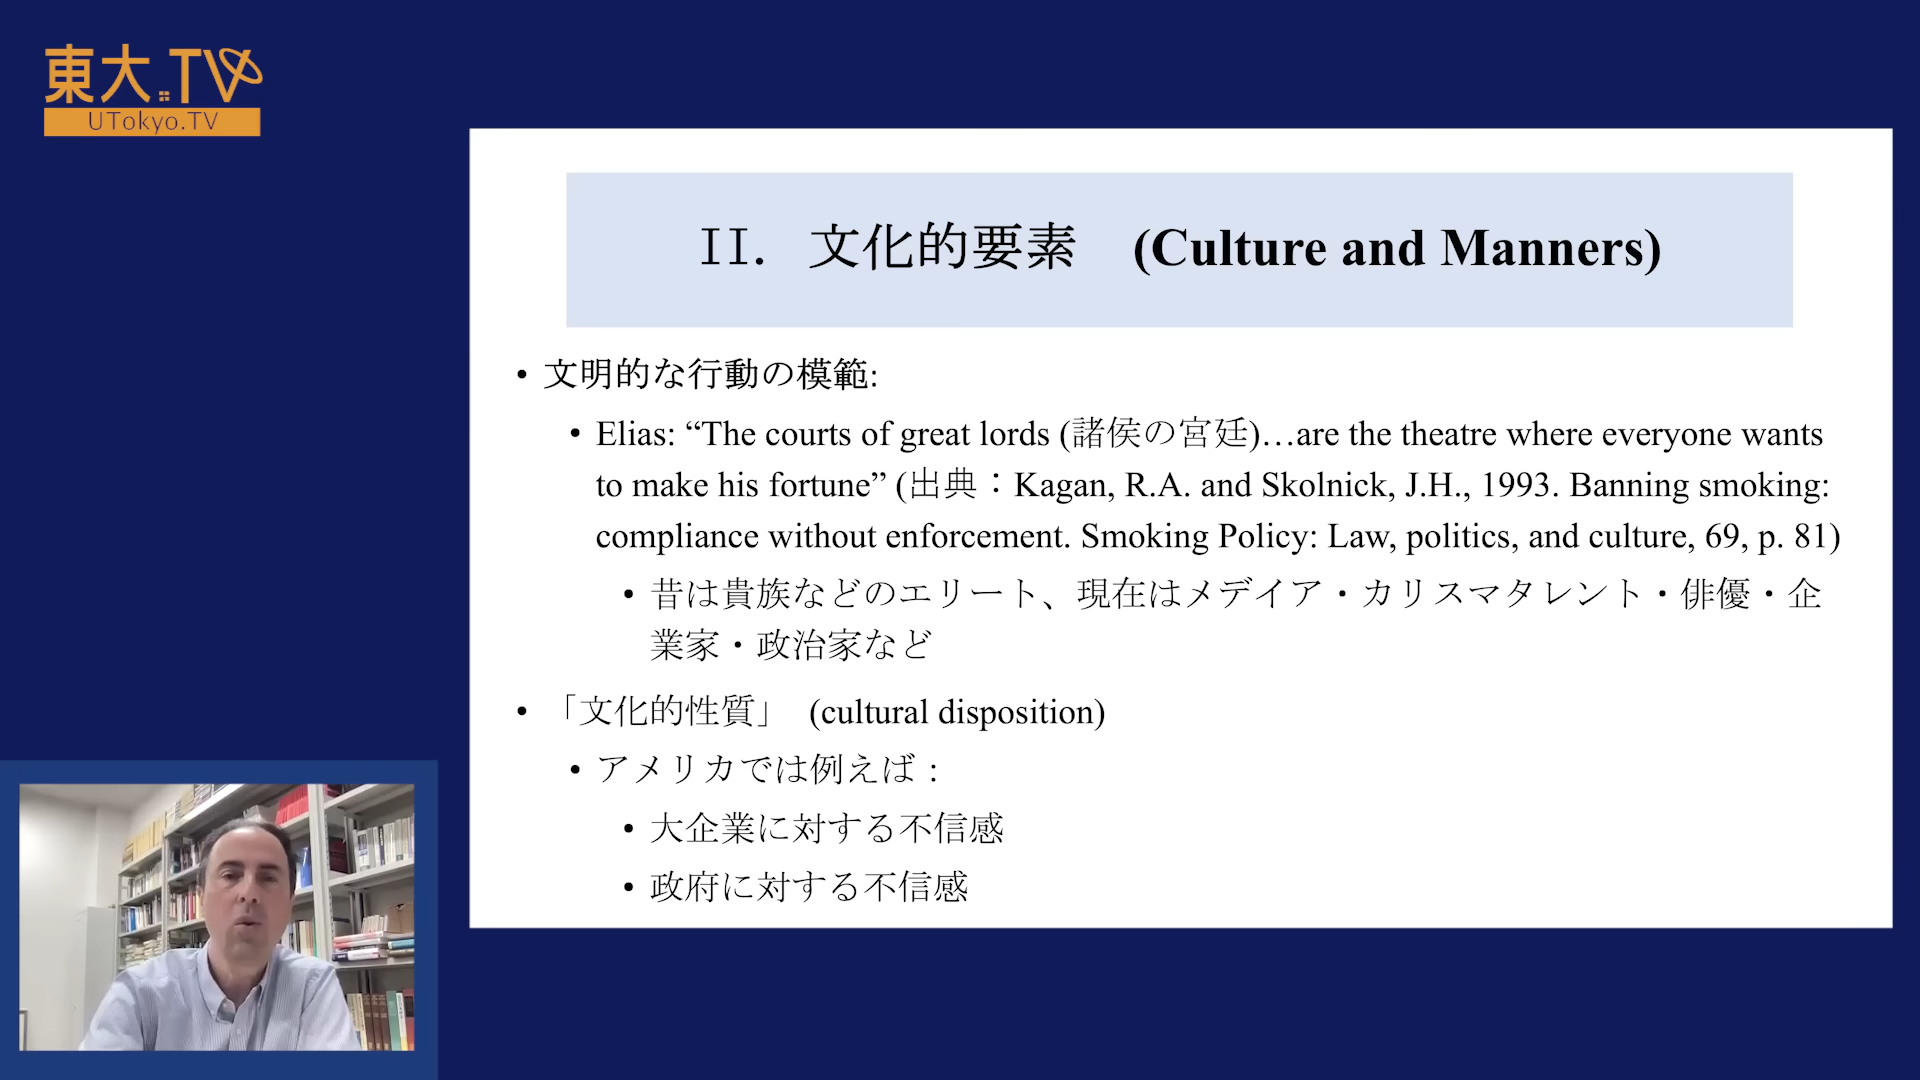 東大.TV
UTokyo.TV
II. 文化的要素 (Culture and Manners)
• 文明的な行動の模範:
• Elias: “The courts of great lords (諸侯の宮廷)…are the theatre where everyone wants
to make his fortune” (出典：Kagan, R.A. and Skolnick, J.H., 1993. Banning smoking:
compliance without enforcement. Smoking Policy: Law, politics, and culture, 69, p. 81)
• 昔は貴族などのエリート、現在はメデイア・カリスマタレント・俳優・企
業家・政治家など
• 「文化的性質」 (cultural disposition)
• アメリカでは例えば：
• 大企業に対する不信感
• 政府に対する不信感